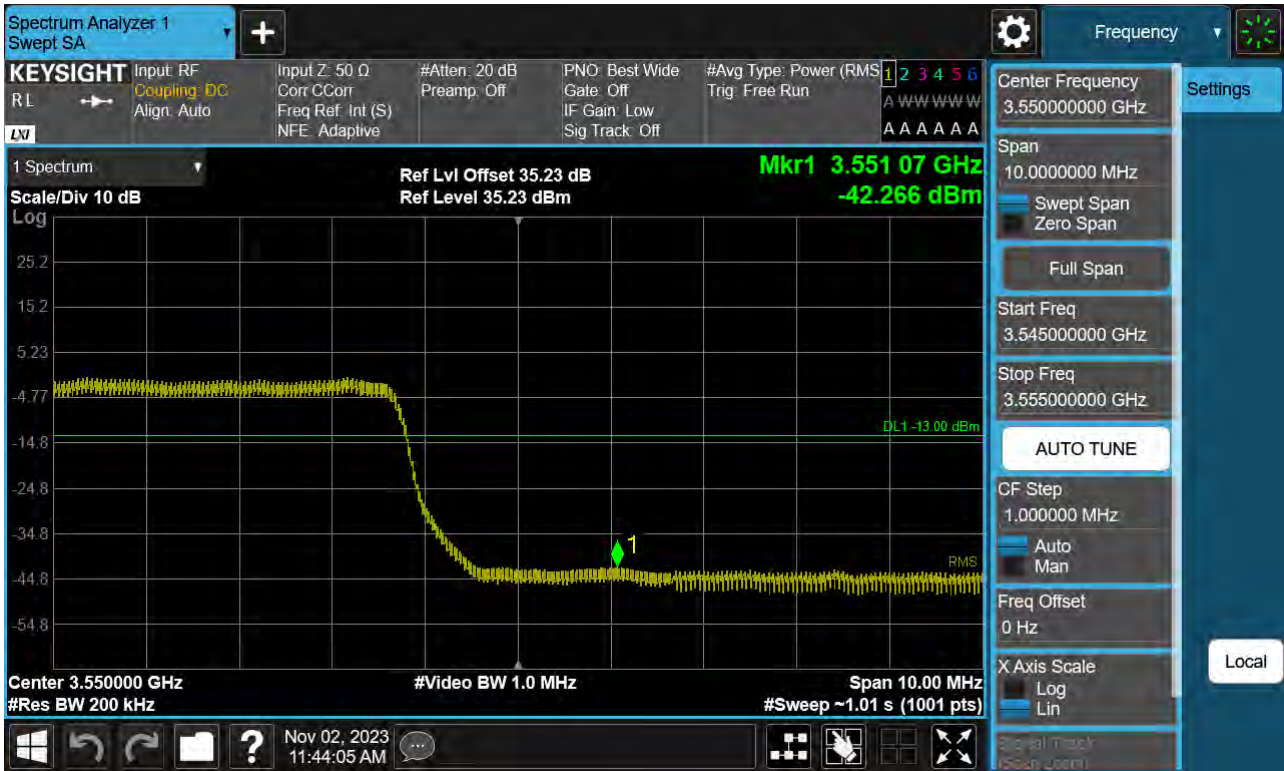 Spectrum Analyzer 1
Swept SA
Frequency
KEYSIGHT
RL
LXI
Input: RF
Coupling: DC
Align: Auto
Input Z: 50 Ω
Corr CCorr
Freq Ref: Int (S)
NFE: Adaptive
#Atten: 20 dB
Preamp: Off
PNO: Best Wide
Gate: Off
IF Gain: Low
Sig Track: Off
#Avg Type: Power (RMS
Trig: Free Run
1 2 3 4 5 6
A W W W W W
A A A A A A
1 Spectrum
Scale/Div 10 dB
Log
Ref Lvl Offset 35.23 dB
Ref Level 35.23 dBm
Mkr1 3.551 07 GHz
-42.266 dBm
25.2
15.2
5.23
-4.77
-14.8
-24.8
-34.8
-44.8
-54.8
DL1 -13.00 dBm
1
RMS
Center 3.550000 GHz
#Res BW 200 kHz
#Video BW 1.0 MHz
Span 10.00 MHz
#Sweep ~1.01 s (1001 pts)
Center Frequency
3.550000000 GHz
Span
10.0000000 MHz
Swept Span
Zero Span
Full Span
Start Freq
3.545000000 GHz
Stop Freq
3.555000000 GHz
AUTO TUNE
CF Step
1.000000 MHz
Auto
Man
Freq Offset
0 Hz
X Axis Scale
Log
Lin
Signal Track
(Span Zoom)
Settings
Local
?
Nov 02, 2023
11:44:05 AM